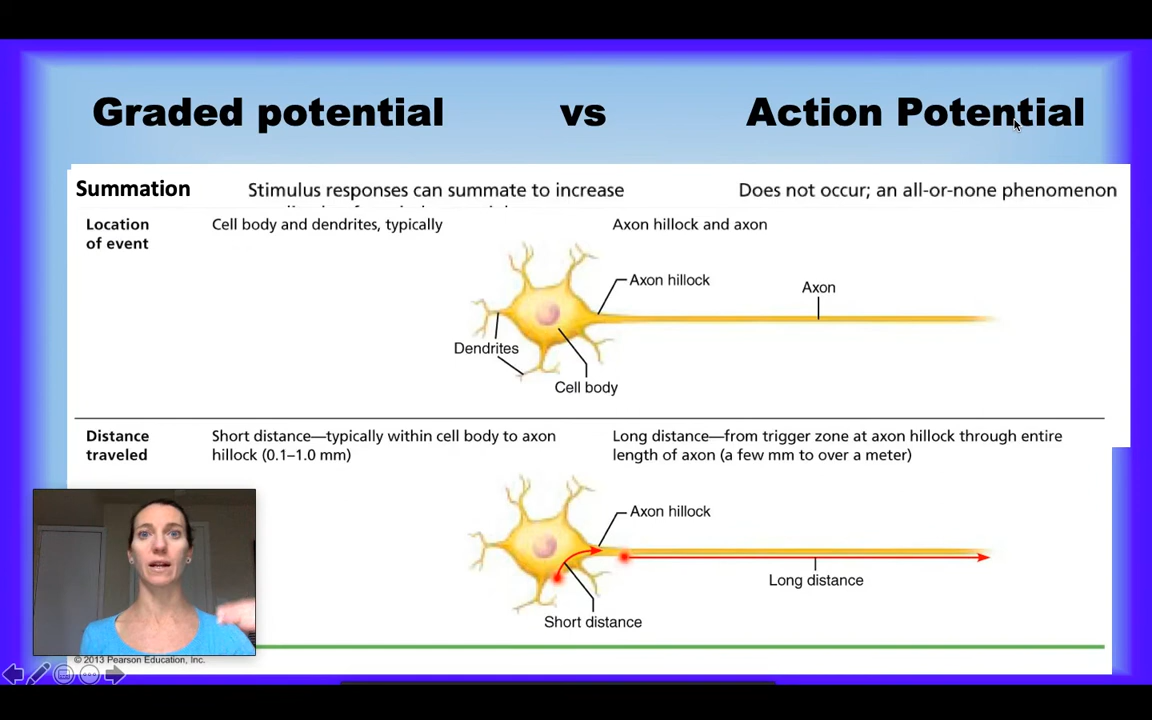 Graded potential vs Action Potential
Summation Stimulus responses can summate to increase Does not occur; an all-or-none phenomenon
Location Cell body and dendrites, typically Axon hillock and axon
of event
Axon hillock
Axon
Dendrites
Cell body
Distance Short distance—typically within cell body to axon Long distance—from trigger zone at axon hillock through entire
traveled hillock (0.1–1.0 mm) length of axon (a few mm to over a meter)
Axon hillock
Long distance
Short distance
© 2013 Pearson Education, Inc.